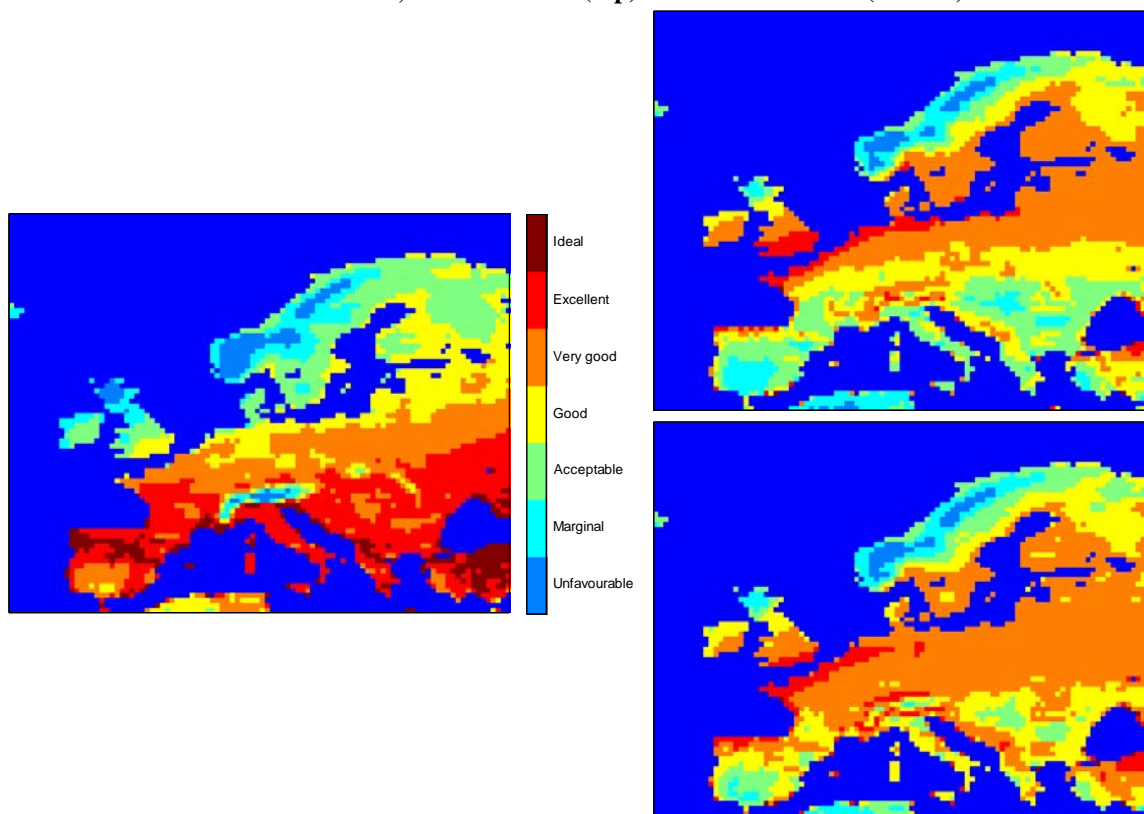 Ideal
Excellent
Very good
Good
Acceptable
Marginal
Unfavourable